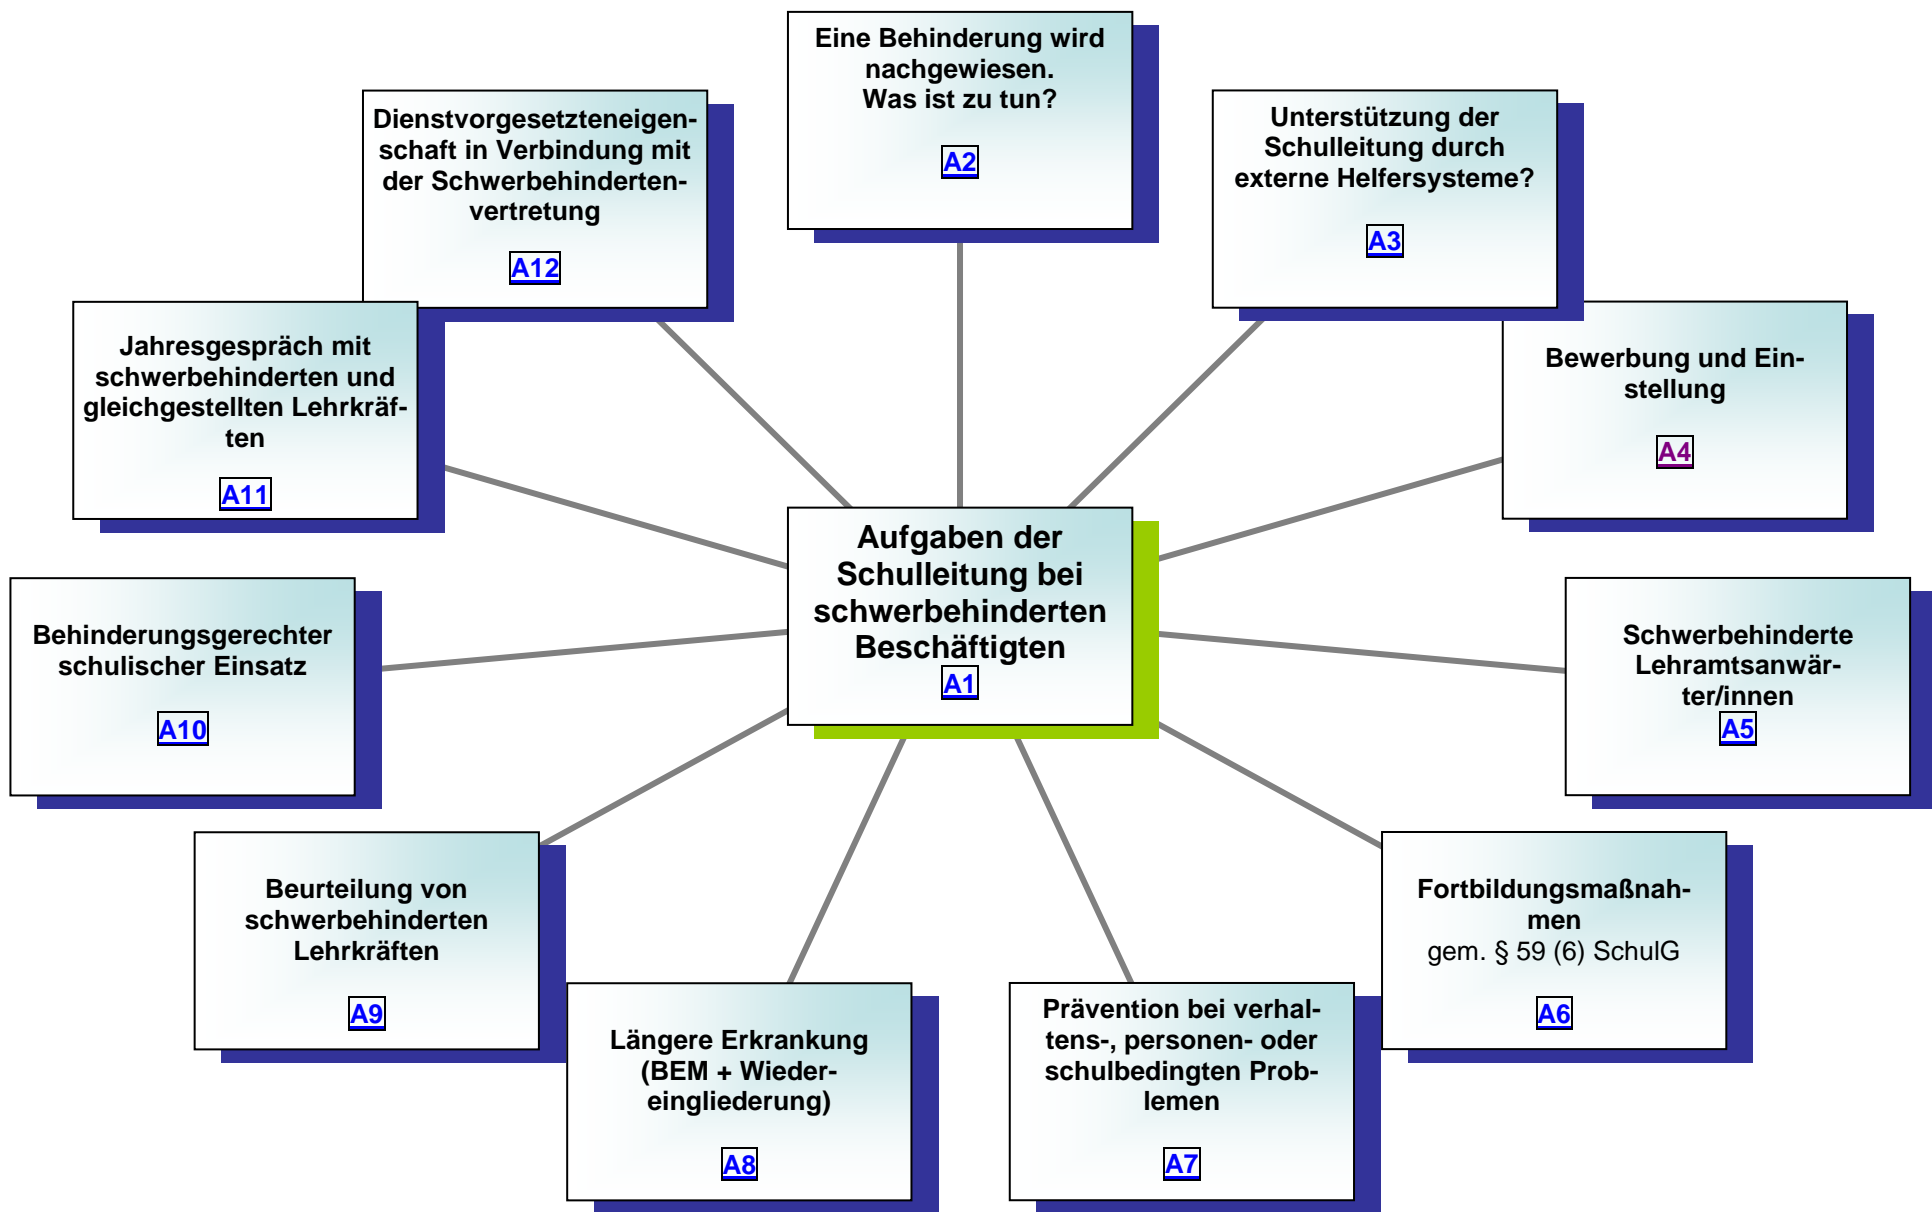 Eine Behinderung wird
nachgewiesen.
Was ist zu tun?
A2
Unterstützung der
Schulleitung durch
externe Helfersysteme?
A3
Bewerbung und Ein-
stellung
A4
Schwerbehinderte
Lehramtsanwär-
ter/innen
A5
Fortbildungsmaßnah-
men
gem. § 59 (6) SchulG
A6
Prävention bei verhal-
tens-, personen- oder
schulbedingten Prob-
lemen
A7
Längere Erkrankung
(BEM + Wieder-
eingliederung)
A8
Beurteilung von
schwerbehinderten
Lehrkräften
A9
Behinderungsgerechter
schulischer Einsatz
A10
Jahresgespräch mit
schwerbehinderten und
gleichgestellten Lehrkräf-
ten
A11
Dienstvorgesetzteneigen-
schaft in Verbindung mit
der Schwerbehinderten-
vertretung
A12
Aufgaben der
Schulleitung bei
schwerbehinderten
Beschäftigten
A1